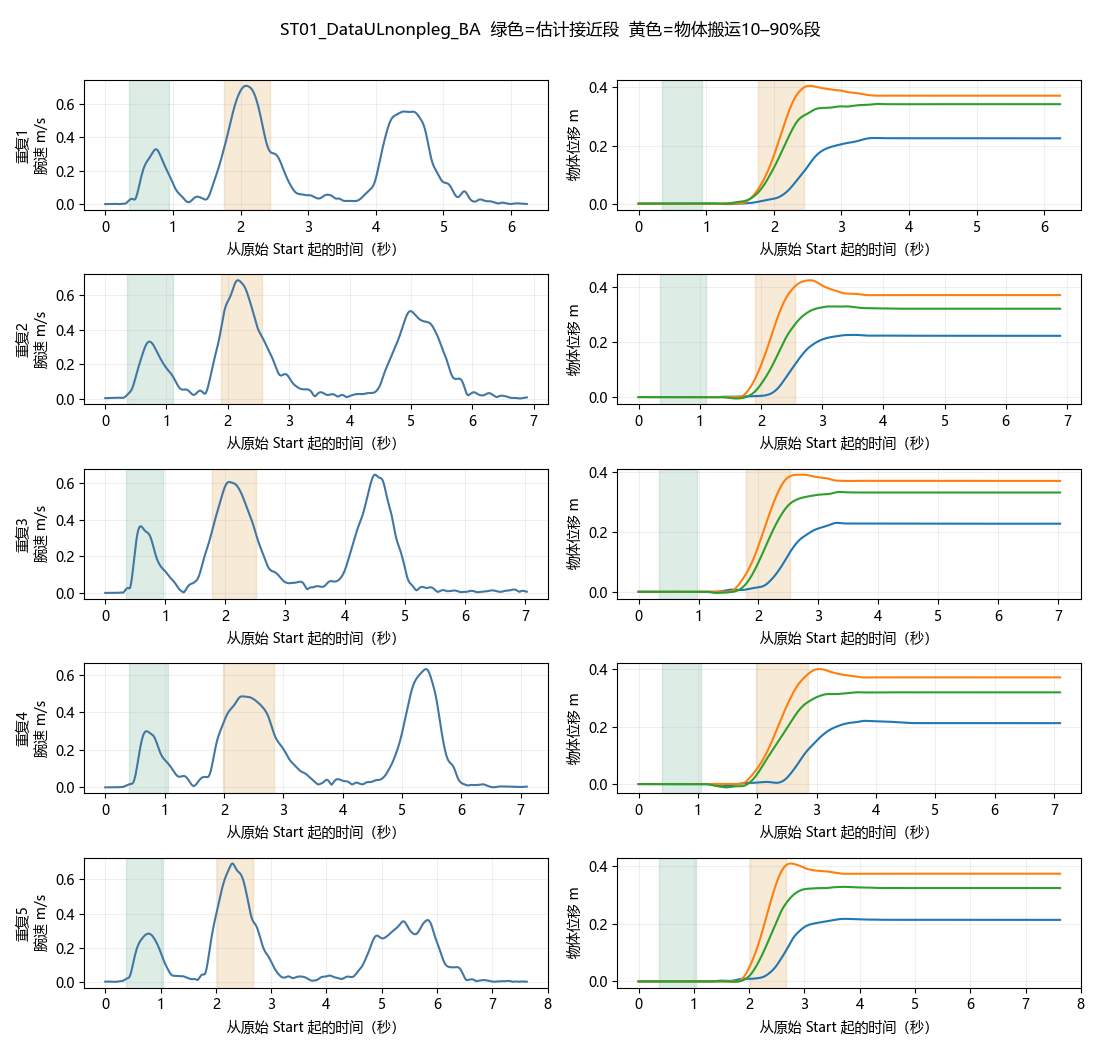 ST01_DataULnonpleg_BA 绿色=估计接近段 黄色=物体搬运10–90%段
重复1
腕速 m/s
0.6
0.4
0.2
0.0
0 1 2 3 4 5 6
从原始 Start 起的时间（秒）
物体位移 m
0.4
0.2
0.0
0 1 2 3 4 5 6
从原始 Start 起的时间（秒）
重复2
腕速 m/s
0.6
0.4
0.2
0.0
0 1 2 3 4 5 6 7
从原始 Start 起的时间（秒）
物体位移 m
0.4
0.2
0.0
0 1 2 3 4 5 6 7
从原始 Start 起的时间（秒）
重复3
腕速 m/s
0.6
0.4
0.2
0.0
0 1 2 3 4 5 6 7
从原始 Start 起的时间（秒）
物体位移 m
0.4
0.2
0.0
0 1 2 3 4 5 6 7
从原始 Start 起的时间（秒）
重复4
腕速 m/s
0.6
0.4
0.2
0.0
0 1 2 3 4 5 6 7
从原始 Start 起的时间（秒）
物体位移 m
0.4
0.2
0.0
0 1 2 3 4 5 6 7
从原始 Start 起的时间（秒）
重复5
腕速 m/s
0.6
0.4
0.2
0.0
0 1 2 3 4 5 6 7 8
从原始 Start 起的时间（秒）
物体位移 m
0.4
0.2
0.0
0 1 2 3 4 5 6 7 8
从原始 Start 起的时间（秒）